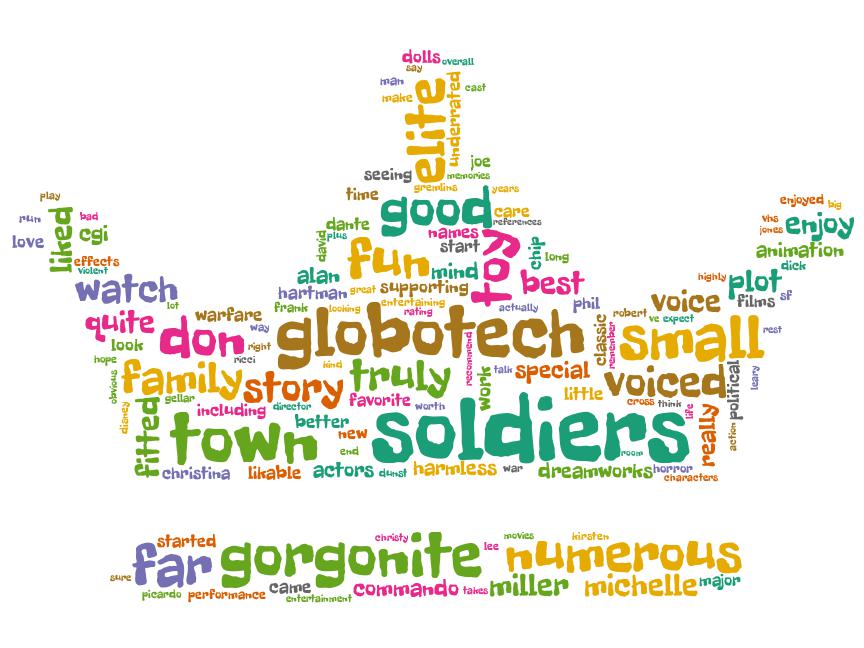 dolls
overall
say
man
cast
make
elite
underrated
joe
seeing
memories
gremlins
years
time
good
care
references
dante
names
david
plus
start
toy
chip
long
fun
mind
alan
supporting
best
hartman
great
entertaining
phil
frank
looking
rating
actually
play
run
bad
liked
love
cgi
effects
violent
watch
lot
warfare
quite
way
don
look
right
hope
ricci
globotech
enjoyed
big
vhs
jones
enjoy
animation
dick
highly
plot
voice
films
sf
robert
ve
expect
classic
remember
small
rest
kind
recommend
talk
special
obvious
family
story
truly
work
voiced
political
leary
little
gellar
disney
including
director
favorite
worth
cross
think
life
really
action
fitted
town
better
new
end
soldiers
room
christina
likable
actors
dunst
harmless
war
dreamworks
horror
characters
started
christy
lee
movies
kirsten
sure
far
gorgonite
numerous
picardo
performance
came
entertainment
commando
takes
miller
michelle
major